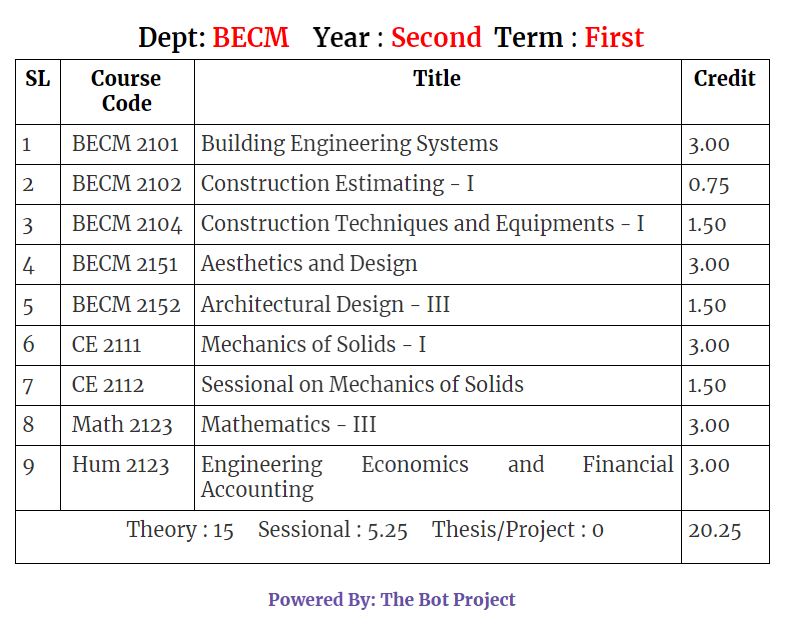 Dept: BECM Year : Second Term : First
SL Course Code Title Credit
1 BECM 2101 Building Engineering Systems 3.00
2 BECM 2102 Construction Estimating - I 0.75
3 BECM 2104 Construction Techniques and Equipments - I 1.50
4 BECM 2151 Aesthetics and Design 3.00
5 BECM 2152 Architectural Design - III 1.50
6 CE 2111 Mechanics of Solids - I 3.00
7 CE 2112 Sessional on Mechanics of Solids 1.50
8 Math 2123 Mathematics - III 3.00
9 Hum 2123 Engineering Economics and Financial 3.00
Accounting
Theory : 15 Sessional : 5.25 Thesis/Project : 0 20.25
Powered By: The Bot Project